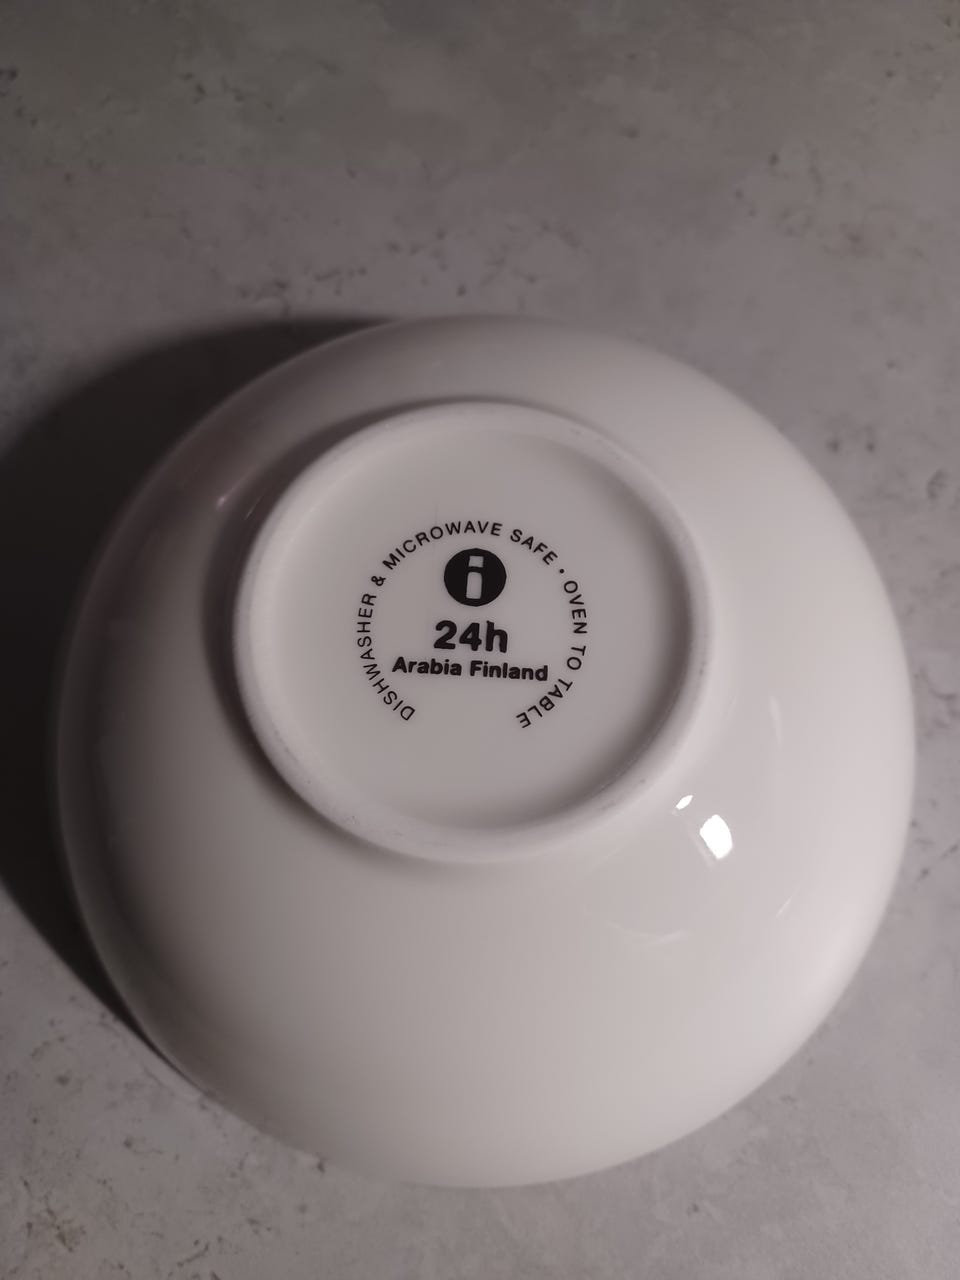 DISHWASHER & MICROWAVE SAFE • OVEN TO TABLE
i
24h
Arabia Finland